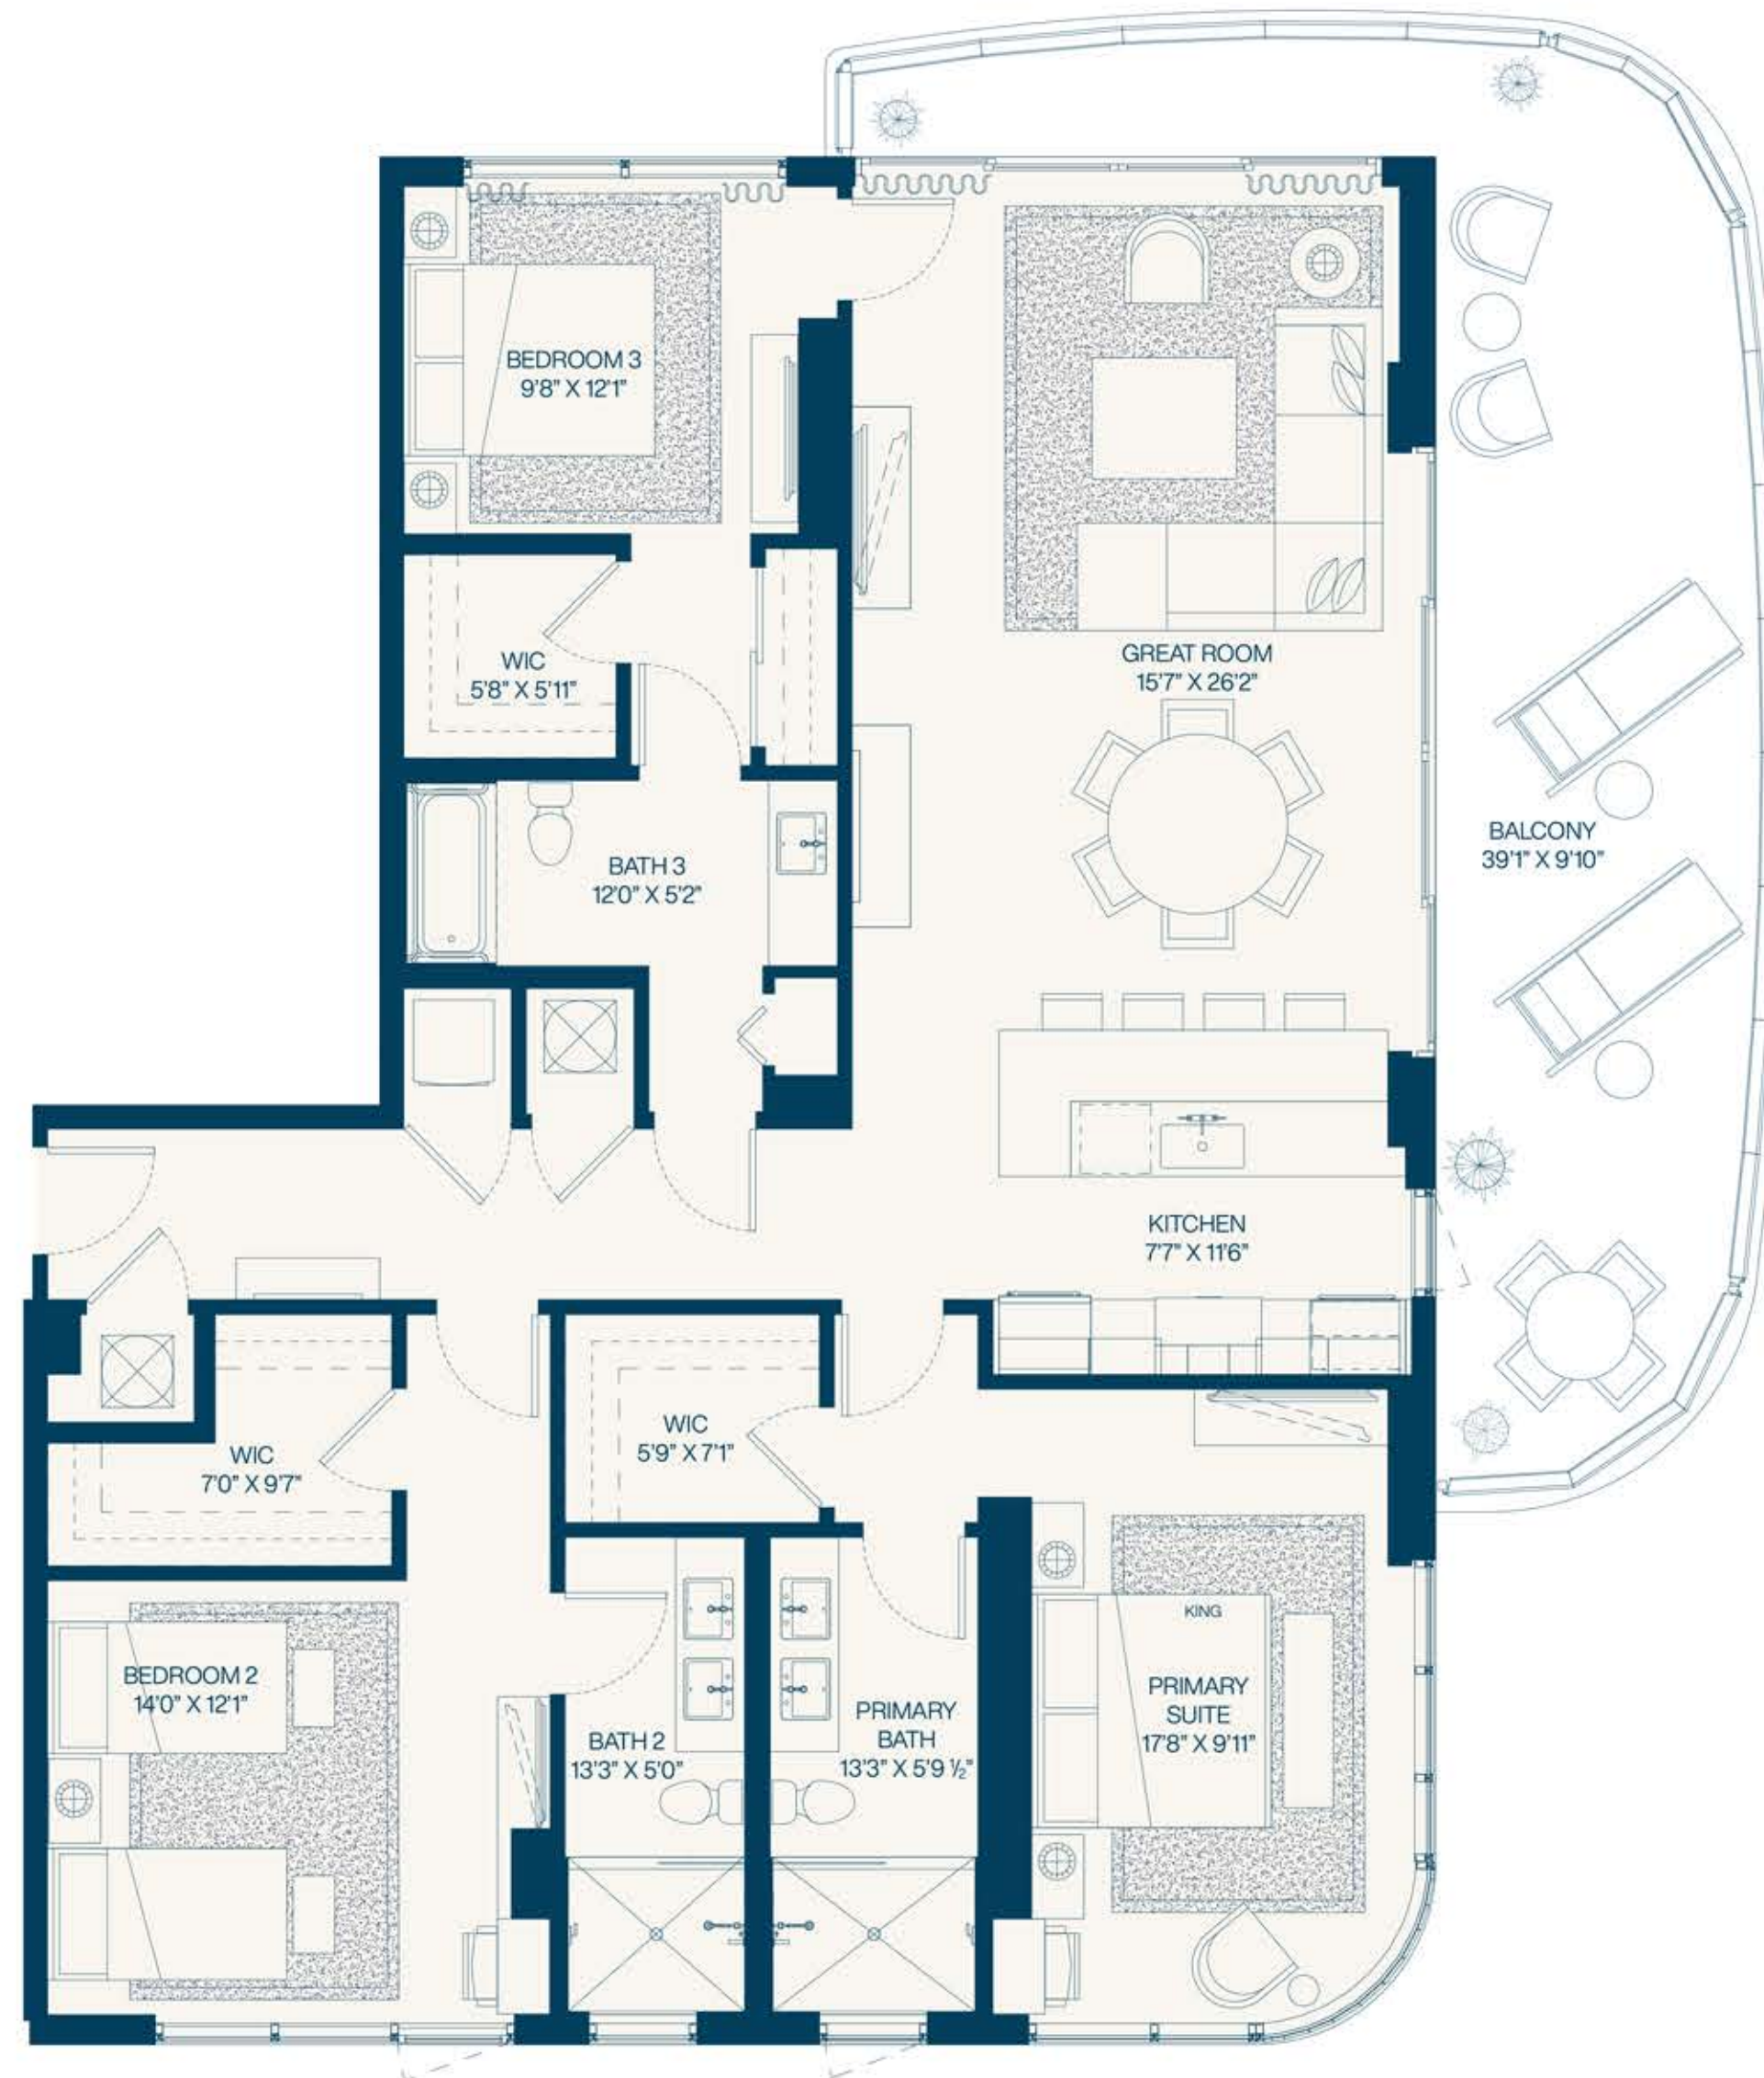 BEDROOM 3
9'8" X 12'1"
WIC
5'8" X 5'11"
GREAT ROOM
15'7" X 26'2"
BATH 3
12'0" X 5'2"
BALCONY
39'1" X 9'10"
KITCHEN
7'7" X 11'6"
WIC
7'0" X 9'7"
WIC
5'9" X 7'1"
KING
BEDROOM 2
14'0" X 12'1"
BATH 2
13'3" X 5'0"
PRIMARY
BATH
13'3" X 5'9 ½"
PRIMARY
SUITE
17'8" X 9'11"